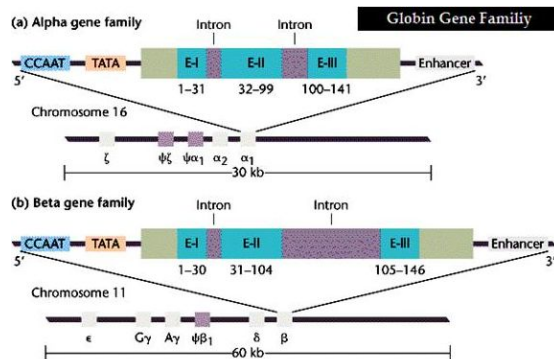 Globin Gene Familiy
(a) Alpha gene family
Intron
CCAAT TATA E-I E-II E-III Enhancer
5′ 1–31 32–99 100–141 3′
Chromosome 16
ζ ψζ ψα1 α2 α1
30 kb
(b) Beta gene family
Intron Intron
CCAAT TATA E-I E-II E-III Enhancer
5′ 1–30 31–104 105–146 3′
Chromosome 11
ϵ Gγ Aγ ψβ1 δ β
60 kb